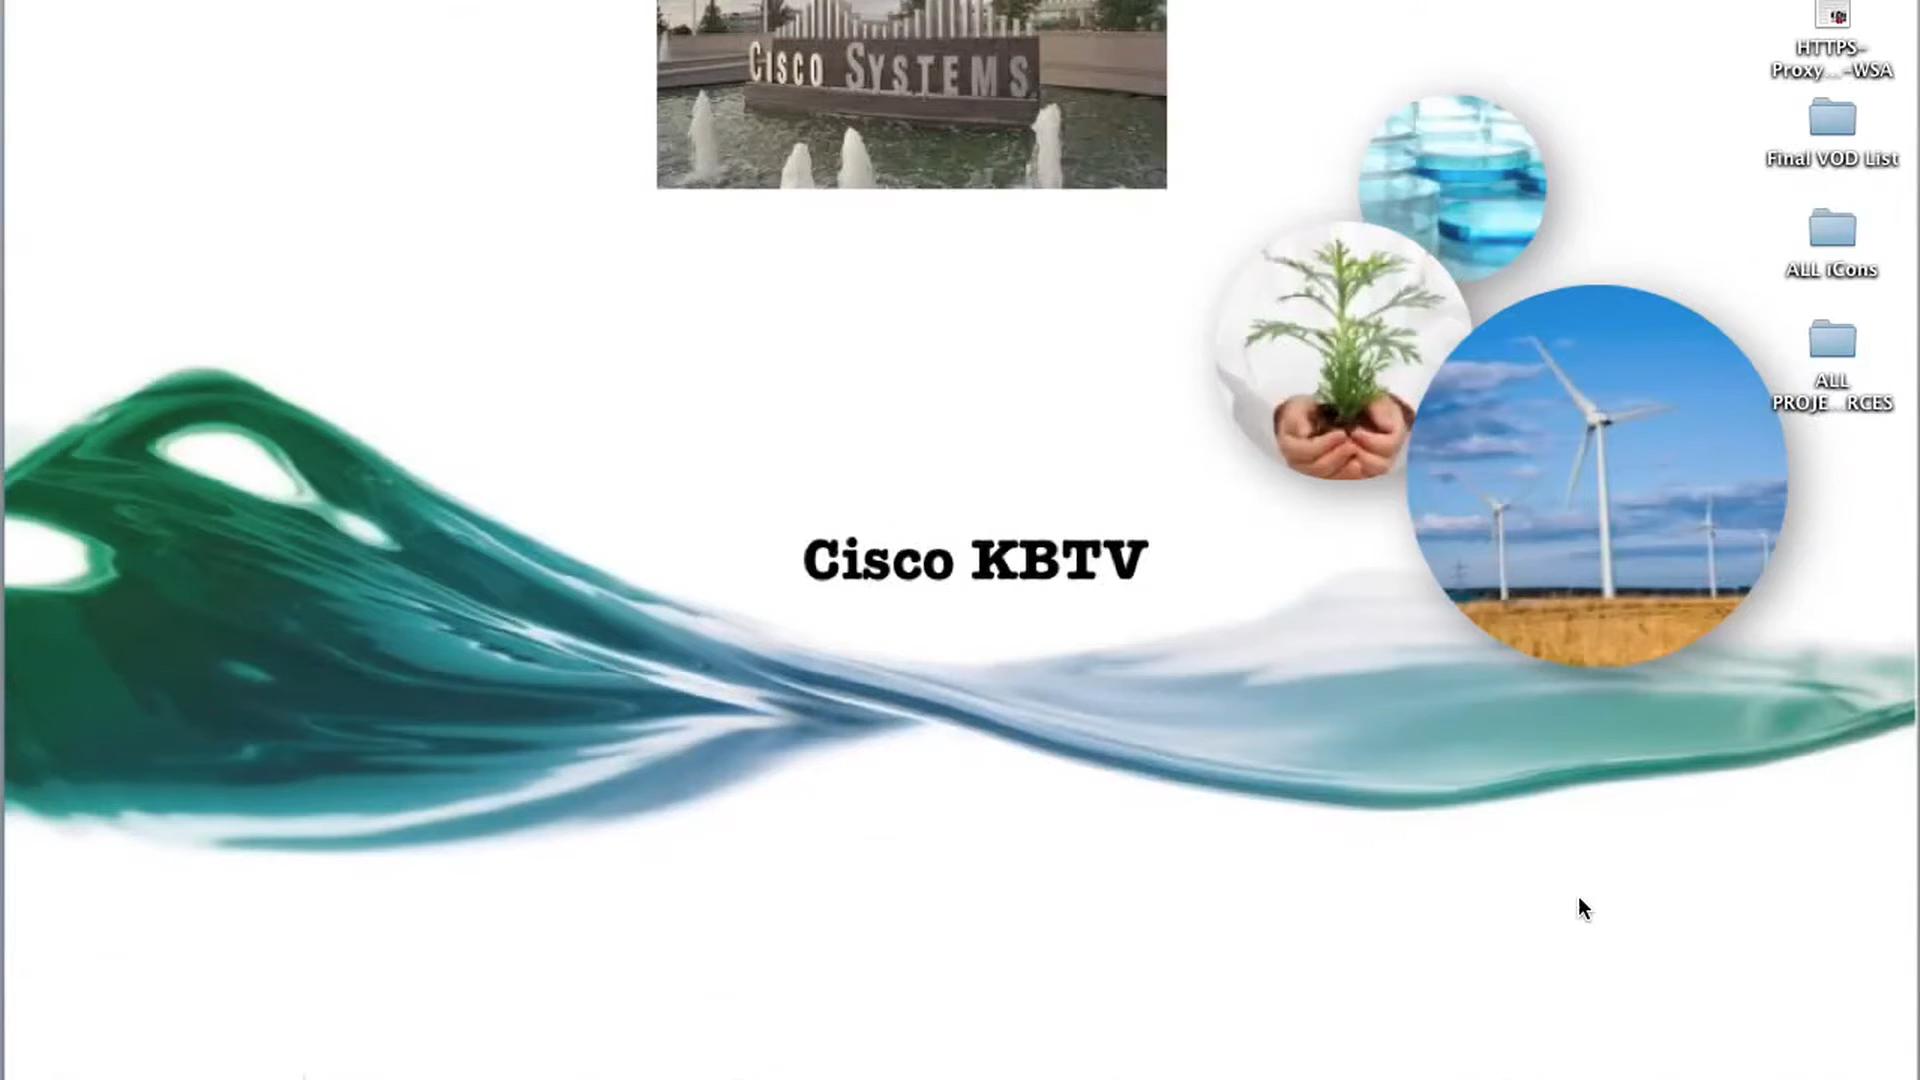 CISCO SYSTEMS
HTTPS-
Proxy...-WSA
Final VOD List
ALL iCons
ALL
PROJE...RCES
Cisco KBTV